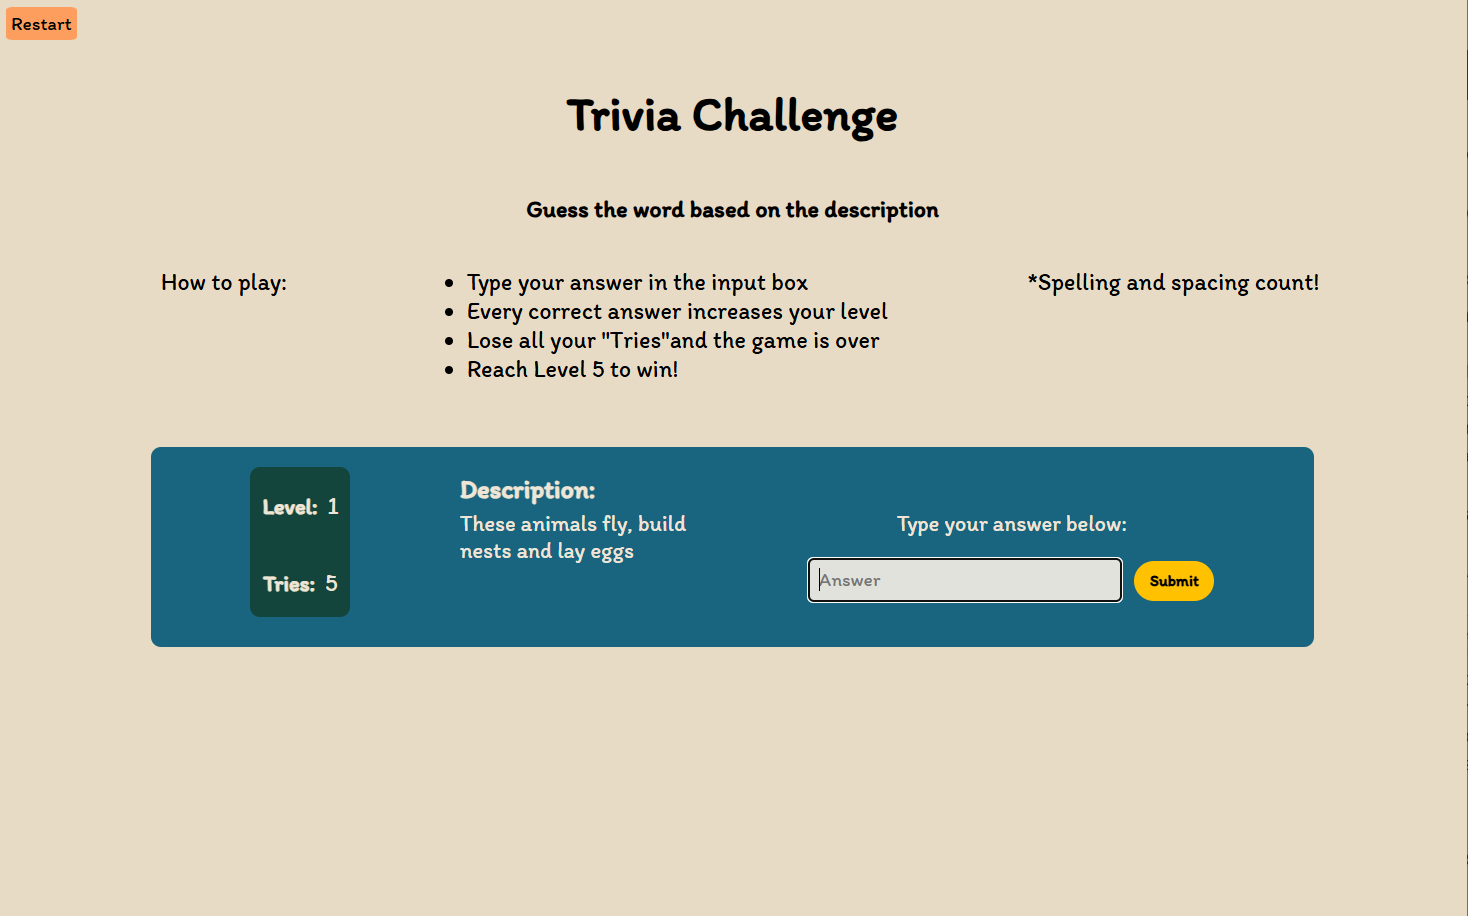 Restart
Trivia Challenge
Guess the word based on the description
How to play:
Type your answer in the input box
Every correct answer increases your level
Lose all your "Tries"and the game is over
Reach Level 5 to win!
*Spelling and spacing count!
Level: 1
Tries: 5
Description:
These animals fly, build
nests and lay eggs
Type your answer below:
Answer
Submit